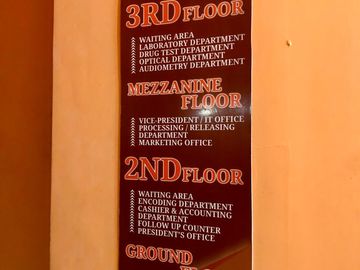 3RD FLOOR
WAITING AREA
LABORATORY DEPARTMENT
DRUG TEST DEPARTMENT
OPTICAL DEPARTMENT
AUDIOMETRY DEPARTMENT
MEZZANINE
FLOOR
VICE-PRESIDENT / IT OFFICE
PROCESSING / RELEASING
DEPARTMENT
MARKETING OFFICE
2ND FLOOR
WAITING AREA
ENCODING DEPARTMENT
CASHIER & ACCOUNTING
DEPARTMENT
FOLLOW UP COUNTER
PRESIDENT'S OFFICE
GROUND